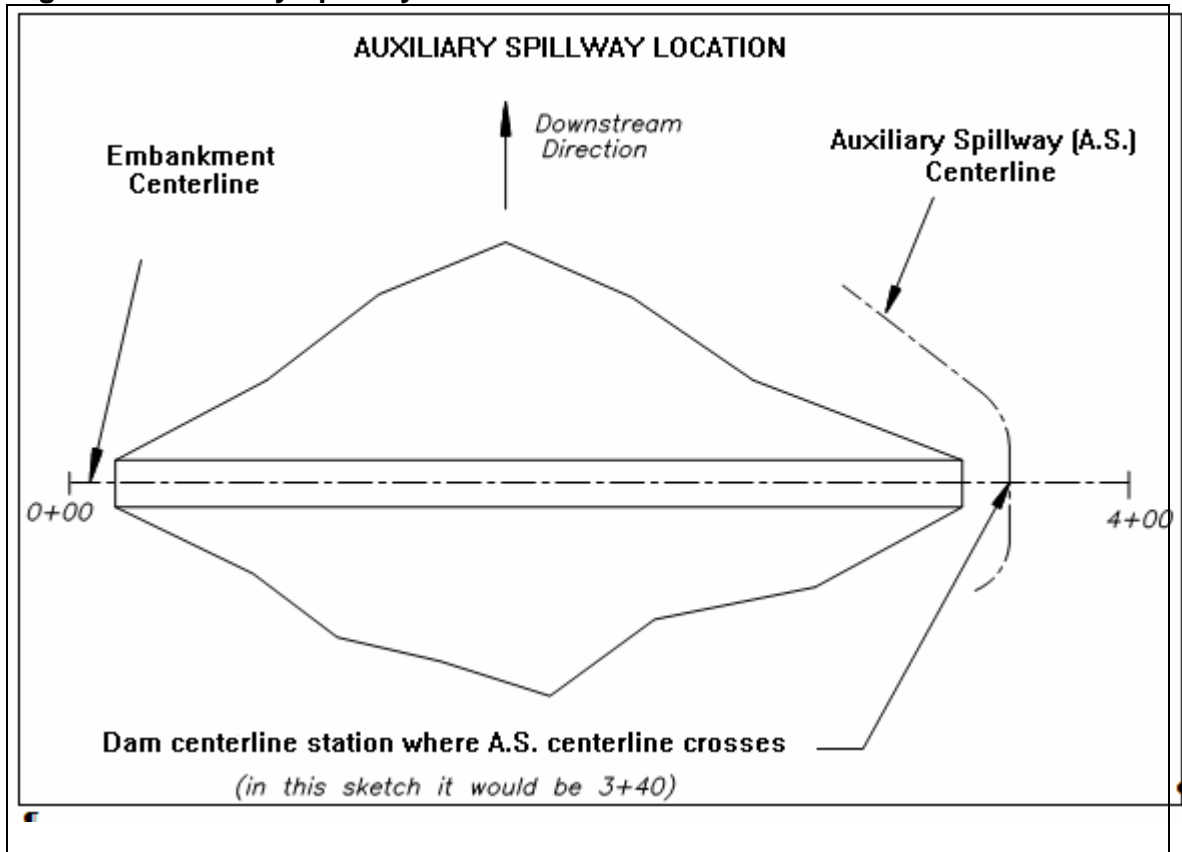 AUXILIARY SPILLWAY LOCATION
Downstream
Direction
Embankment
Centerline
Auxiliary Spillway (A.S.)
Centerline
0+00
4+00
Dam centerline station where A.S. centerline crosses
(in this sketch it would be 3+40)